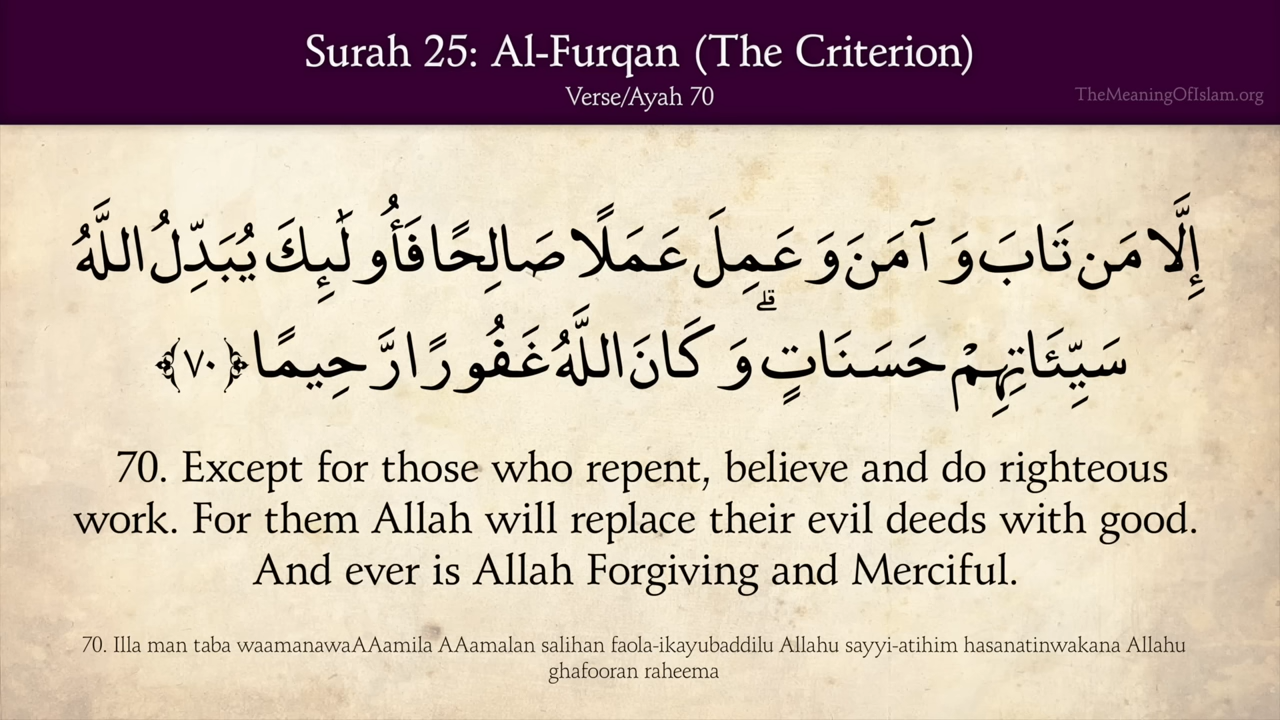 Surah 25: Al-Furqan (The Criterion)
Verse/Ayah 70
TheMeaningOfIslam.org
إِلَّا مَن تَابَ وَآمَنَ وَعَمِلَ عَمَلًا صَالِحًا فَأُولَٰئِكَ يُبَدِّلُ اللَّهُ
سَيِّئَاتِهِمْ حَسَنَاتٍ ۗ وَكَانَ اللَّهُ غَفُورًا رَّحِيمًا ﴿٧٠﴾
70. Except for those who repent, believe and do righteous
work. For them Allah will replace their evil deeds with good.
And ever is Allah Forgiving and Merciful.
70. Illa man taba waamanawaAAamila AAamalan salihan faola-ikayubaddilu Allahu sayyi-atihim hasanatinwakana Allahu
ghafooran raheema